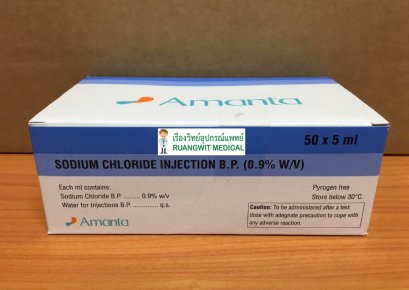 Amanta
เรืองวิทย์อุปกรณ์แพทย์
RUANGWIT MEDICAL
50 x 5 ml
SODIUM CHLORIDE INJECTION B.P. (0.9% W/V)
Each ml contains:
Sodium Chloride B.P. ......... 0.9% w/v
Water for Injections B.P. .............. q.s.
Pyrogen free
Store below 30°C.
Caution: To be administered after a test
dose with adegnate precaution to cope with
any adverse reaction.
Amanta